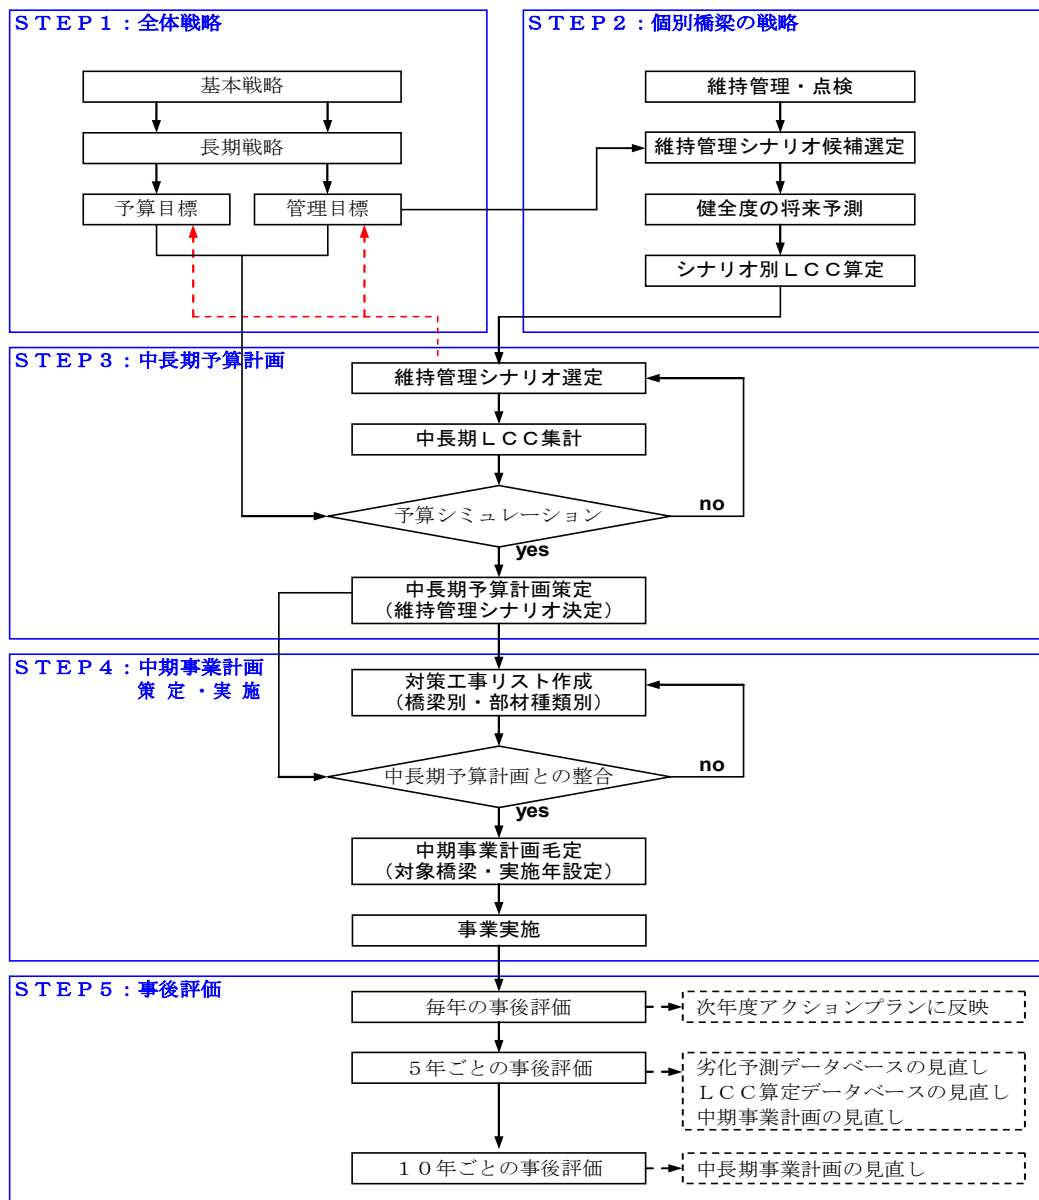 ＳＴＥＰ１：全体戦略
基本戦略
長期戦略
予算目標
管理目標
ＳＴＥＰ２：個別橋梁の戦略
維持管理・点検
維持管理シナリオ候補選定
健全度の将来予測
シナリオ別ＬＣＣ算定
ＳＴＥＰ３：中長期予算計画
維持管理シナリオ選定
中長期ＬＣＣ集計
予算シミュレーション
no
yes
中長期予算計画策定
（維持管理シナリオ決定）
ＳＴＥＰ４：中期事業計画
策 定 ・ 実 施
対策工事リスト作成
（橋梁別・部材種類別）
中長期予算計画との整合
no
yes
中期事業計画毛定
（対象橋梁・実施年設定）
事業実施
ＳＴＥＰ５：事後評価
毎年の事後評価
次年度アクションプランに反映
５年ごとの事後評価
劣化予測データベースの見直し
ＬＣＣ算定データベースの見直し
中期事業計画の見直し
１０年ごとの事後評価
中長期事業計画の見直し